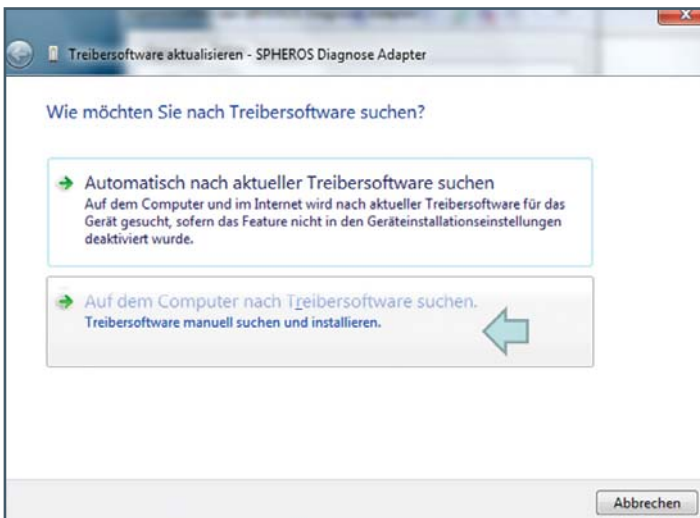 Treibersoftware aktualisieren - SPHEROS Diagnose Adapter
Wie möchten Sie nach Treibersoftware suchen?
Automatisch nach aktueller Treibersoftware suchen
Auf dem Computer und im Internet wird nach aktueller Treibersoftware für das
Gerät gesucht, sofern das Feature nicht in den Geräteinstallationseinstellungen
deaktiviert wurde.
Auf dem Computer nach Treibersoftware suchen.
Treibersoftware manuell suchen und installieren.
Abbrechen